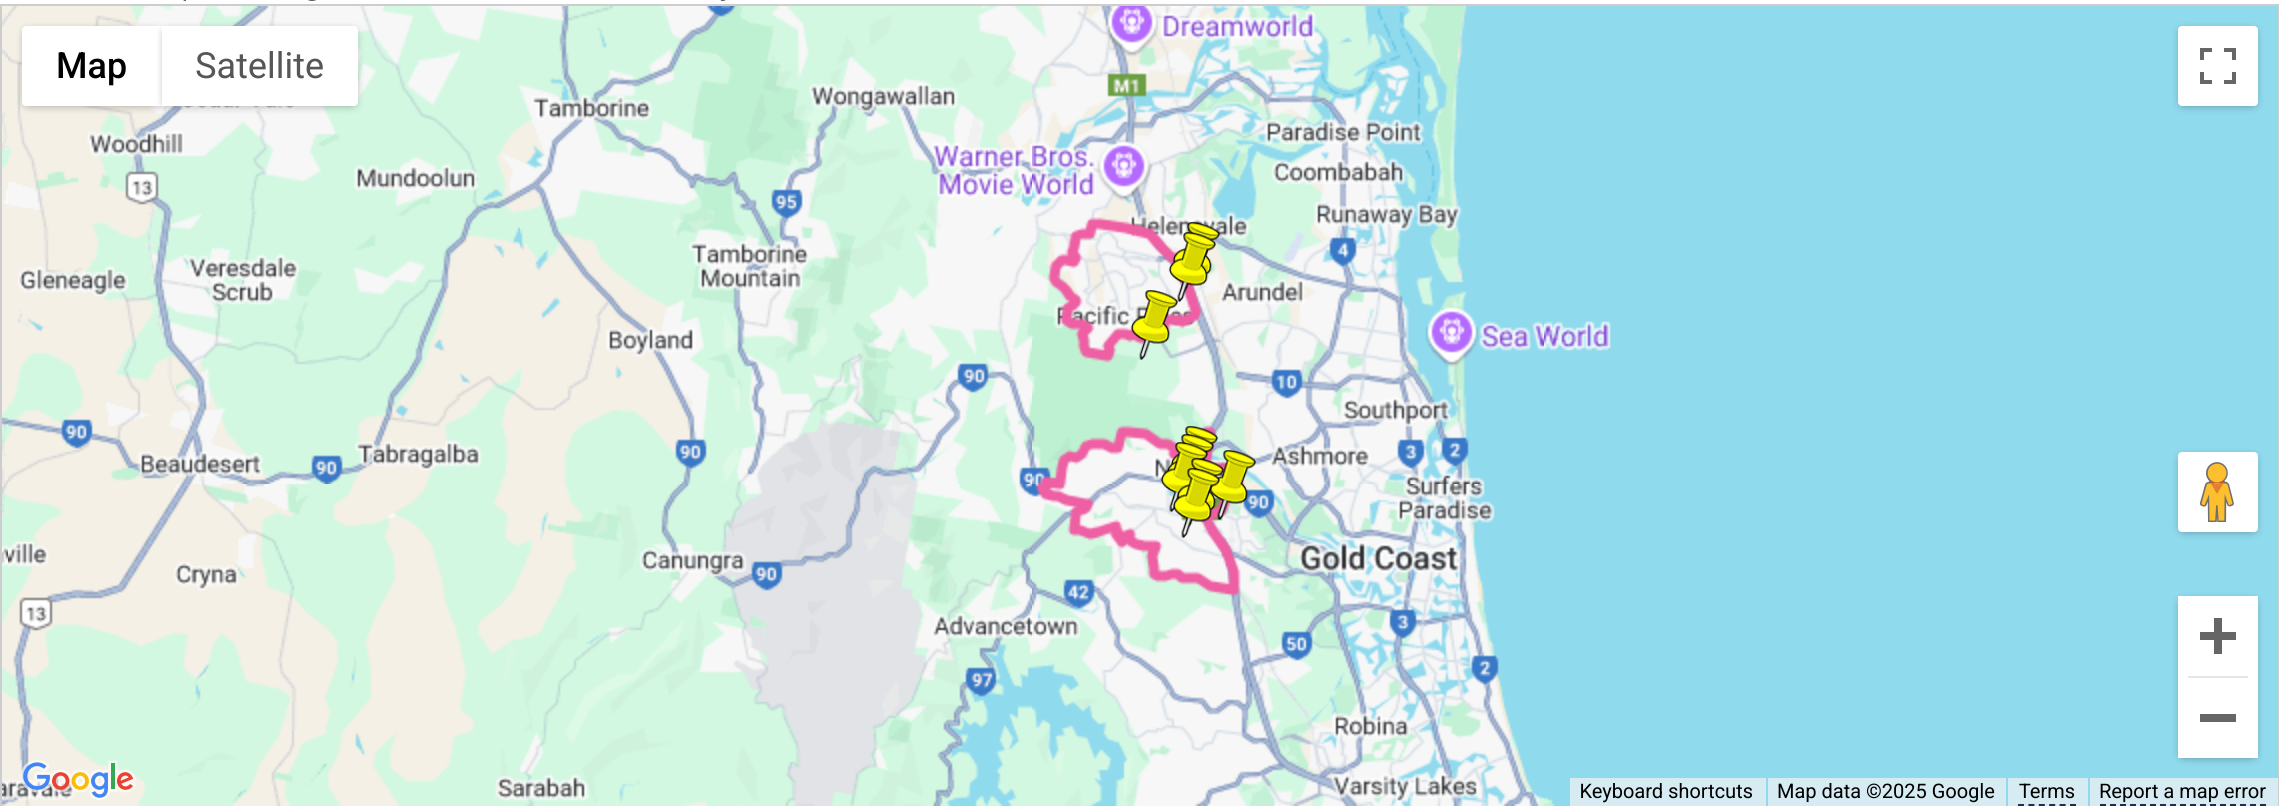 Map
Satellite
Dreamworld
M1
Tamborine
Wongawallan
Woodhill
Paradise Point
Warner Bros.
Movie World
Coombabah
Mundoolun
13
95
Runaway Bay
Tamborine
Mountain
4
Veresdale
Scrub
Gleneagle
Arundel
Pacific
Boyland
Sea World
90
10
Southport
90
Tabragalba
90
3
2
Ashmore
Beaudesert
90
90
Surfers
Paradise
90
ville
Canungra
Gold Coast
Cryna
90
42
13
Advancetown
3
50
97
2
Robina
Google
Sarabah
Varsity Lakes
Keyboard shortcuts
Map data ©2025 Google
Terms
Report a map error